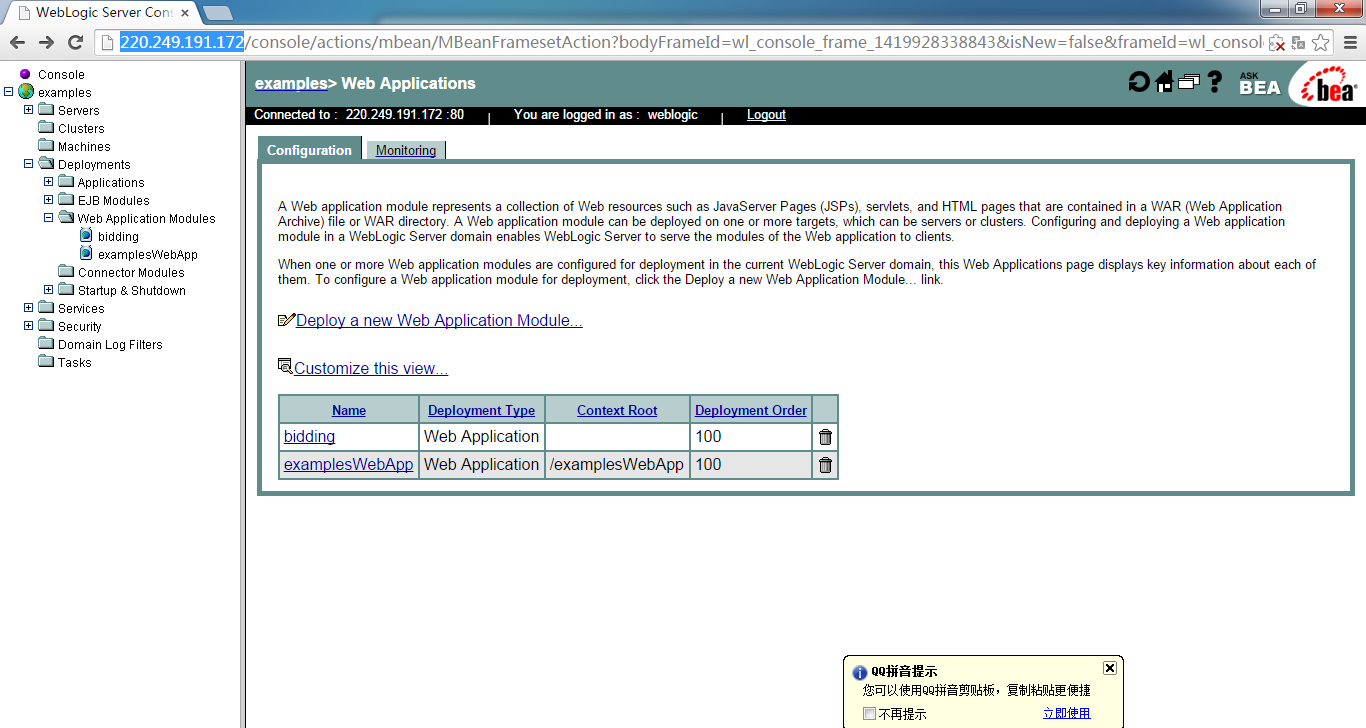 WebLogic Server Cons
220.249.191.172/console/actions/mbean/MBeanFramesetAction?bodyFrameId=wl_console_frame_1419928338843&isNew=false&frameId=wl_consol
Console
examples
Servers
Clusters
Machines
Deployments
Applications
EJB Modules
Web Application Modules
bidding
examplesWebApp
Connector Modules
Startup & Shutdown
Services
Security
Domain Log Filters
Tasks
examples> Web Applications
ASK BEA
bea
Connected to : 220.249.191.172 :80 | You are logged in as : weblogic | Logout
Configuration Monitoring
A Web application module represents a collection of Web resources such as JavaServer Pages (JSPs), servlets, and HTML pages that are contained in a WAR (Web Application
Archive) file or WAR directory. A Web application module can be deployed on one or more targets, which can be servers or clusters. Configuring and deploying a Web application
module in a WebLogic Server domain enables WebLogic Server to serve the modules of the Web application to clients.
When one or more Web application modules are configured for deployment in the current WebLogic Server domain, this Web Applications page displays key information about each of
them. To configure a Web application module for deployment, click the Deploy a new Web Application Module... link.
Deploy a new Web Application Module...
Customize this view...
Name Deployment Type Context Root Deployment Order
bidding Web Application 100
examplesWebApp Web Application /examplesWebApp 100
QQ拼音提示
您可以使用QQ拼音剪贴板，复制粘贴更便捷
不再提示 立即使用